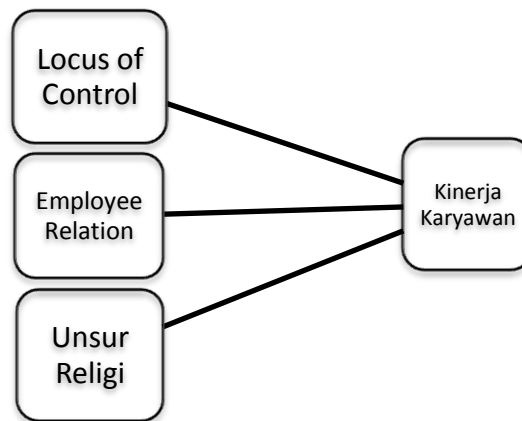 Locus of
Control
Employee
Relation
Unsur
Religi
Kinerja
Karyawan